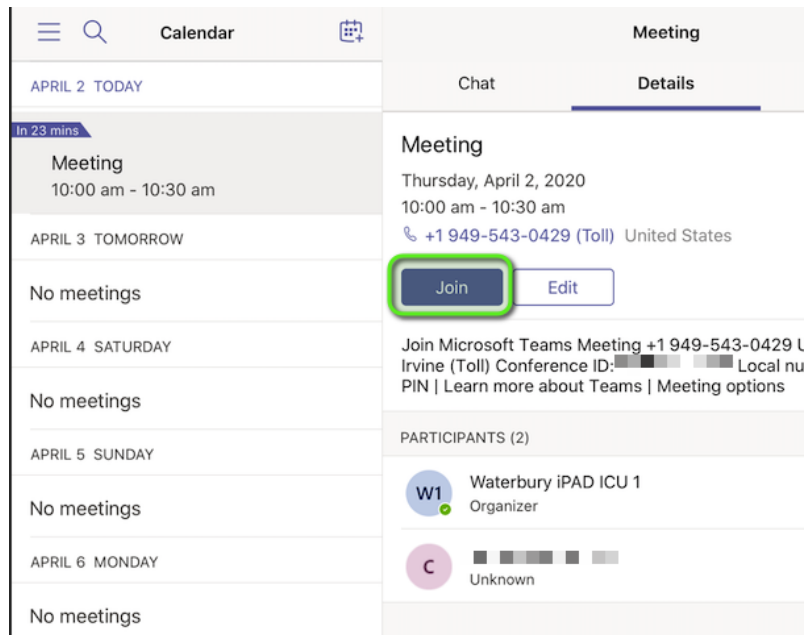 Calendar
APRIL 2 TODAY
In 23 mins
Meeting
10:00 am - 10:30 am
APRIL 3 TOMORROW
No meetings
APRIL 4 SATURDAY
No meetings
APRIL 5 SUNDAY
No meetings
APRIL 6 MONDAY
No meetings
Meeting
Chat
Details
Meeting
Thursday, April 2, 2020
10:00 am - 10:30 am
+1 949-543-0429 (Toll) United States
Join
Edit
Join Microsoft Teams Meeting +1 949-543-0429 U
Irvine (Toll) Conference ID: Local nu
PIN | Learn more about Teams | Meeting options
PARTICIPANTS (2)
W1
Waterbury iPAD ICU 1
Organizer
C
Unknown